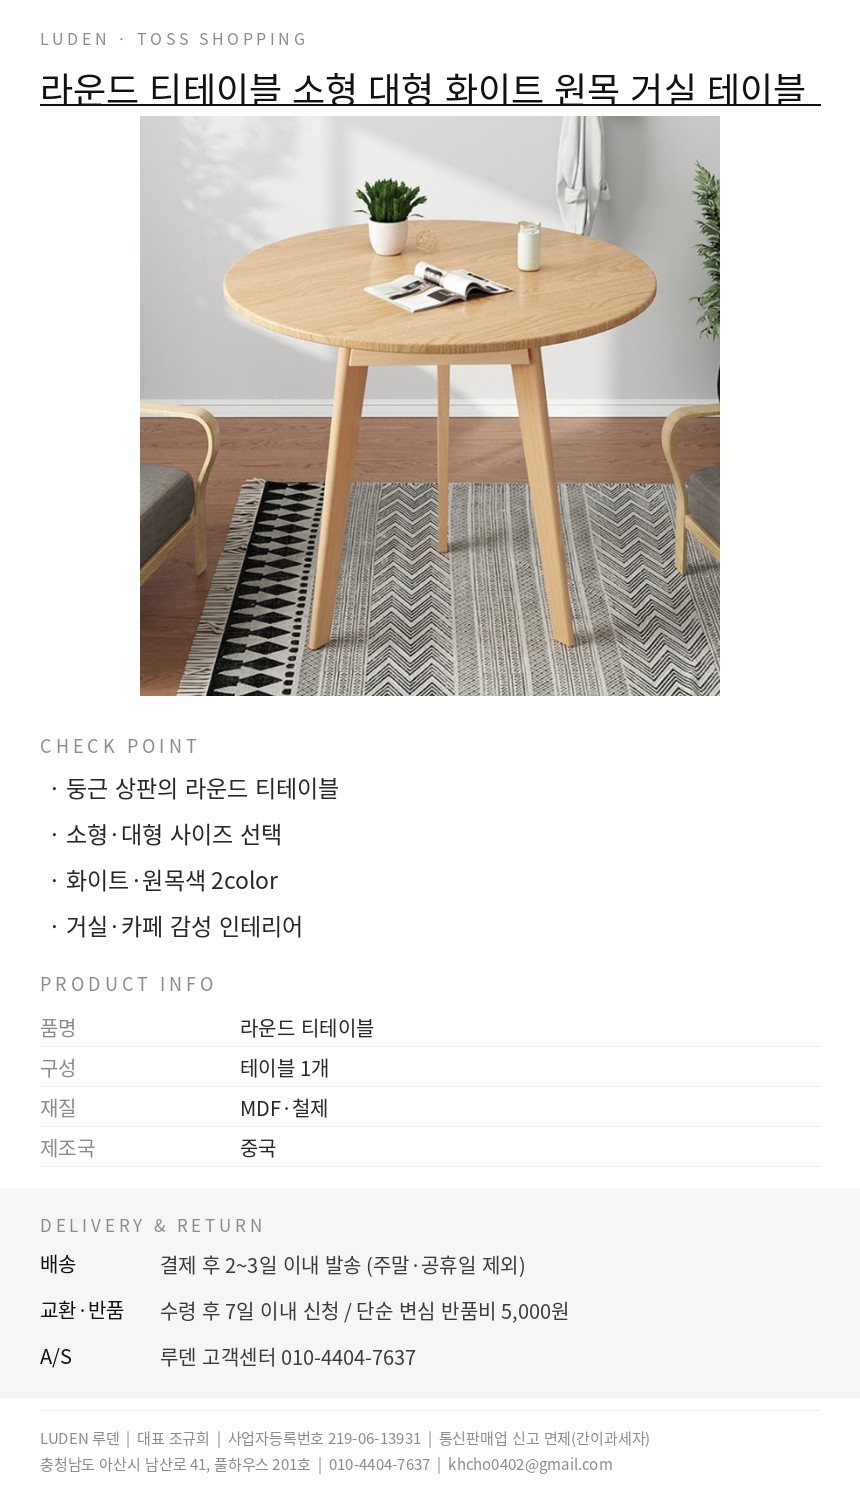 LUDEN · TOSS SHOPPING
라운드 티테이블 소형 대형 화이트 원목 거실 테이블
CHECK POINT
· 둥근 상판의 라운드 티테이블
· 소형·대형 사이즈 선택
· 화이트·원목색 2color
· 거실·카페 감성 인테리어
PRODUCT INFO
품명 라운드 티테이블
구성 테이블 1개
재질 MDF·철제
제조국 중국
DELIVERY & RETURN
배송 결제 후 2~3일 이내 발송 (주말·공휴일 제외)
교환·반품 수령 후 7일 이내 신청 / 단순 변심 반품비 5,000원
A/S 루덴 고객센터 010-4404-7637
LUDEN 루덴 | 대표 조규희 | 사업자등록번호 219-06-13931 | 통신판매업 신고 면제(간이과세자)
충청남도 아산시 남산로 41, 풀하우스 201호 | 010-4404-7637 | khcho0402@gmail.com